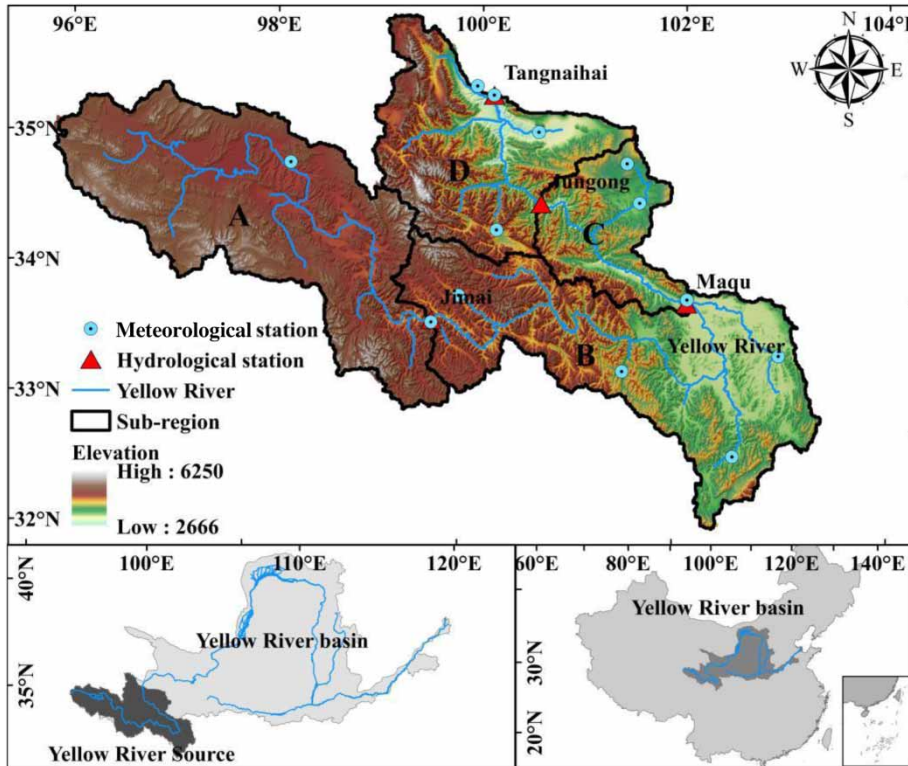 96°E 98°E 100°E 102°E 104°E
N
W E
S
Tangnaihai
35°N
D
Jungong
A
C
34°N
Maqu
Jimai
Meteorological station
Yellow River
Hydrological station
B
33°N
Yellow River
Sub-region
Elevation
High : 6250
32°N
Low : 2666
100°E 110°E 120°E
40°N
Yellow River basin
35°N
Yellow River Source
60°E 80°E 100°E 120°E 140°E
Yellow River basin
30°N
20°N